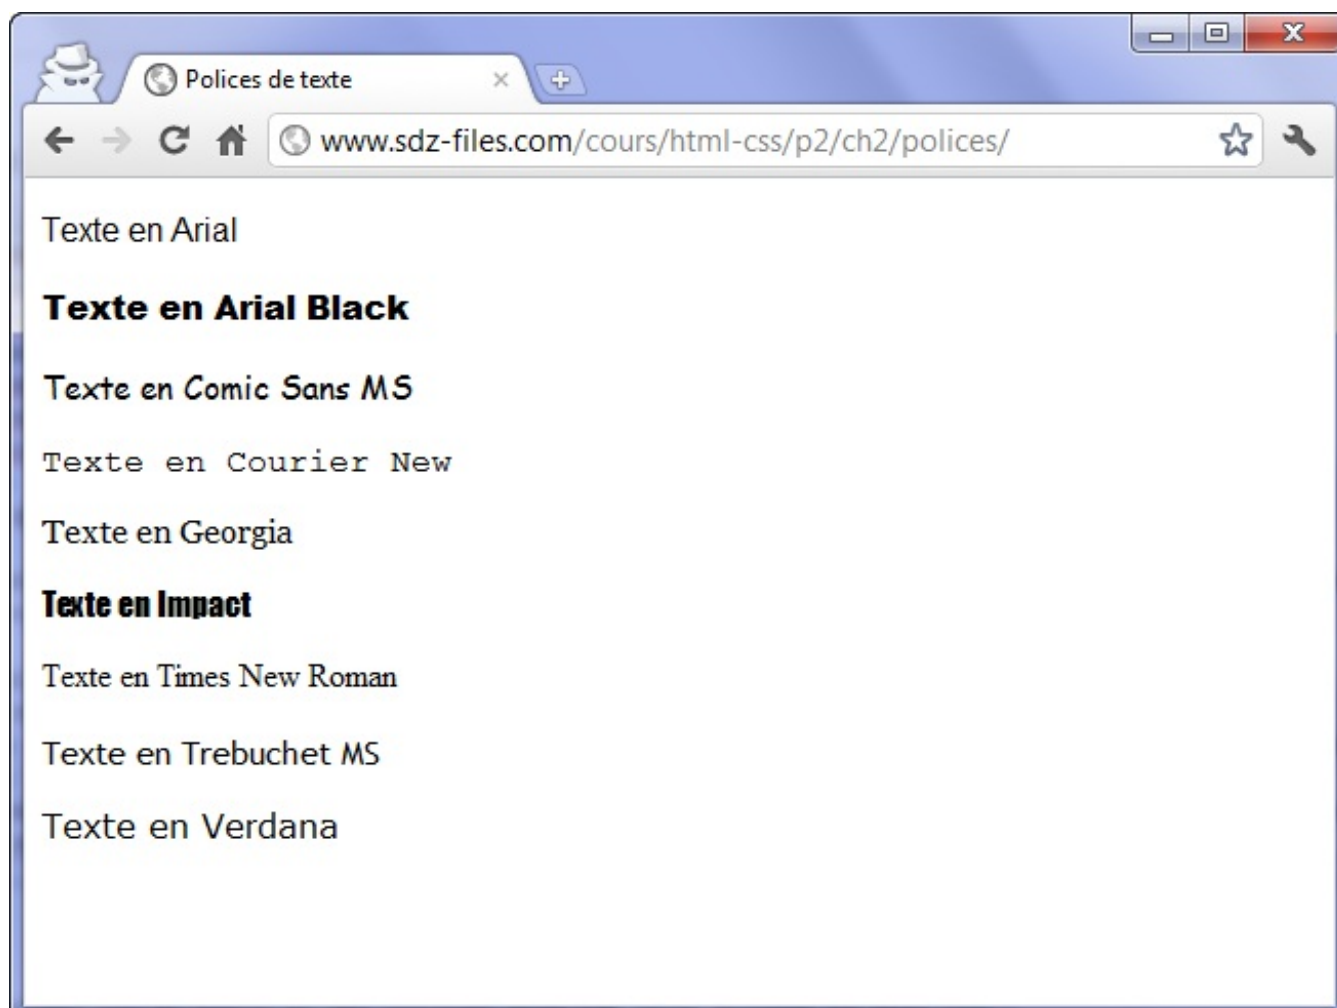 Polices de texte
www.sdz-files.com/cours/html-css/p2/ch2/polices/
Texte en Arial
Texte en Arial Black
Texte en Comic Sans MS
Texte en Courier New
Texte en Georgia
Texte en Impact
Texte en Times New Roman
Texte en Trebuchet MS
Texte en Verdana